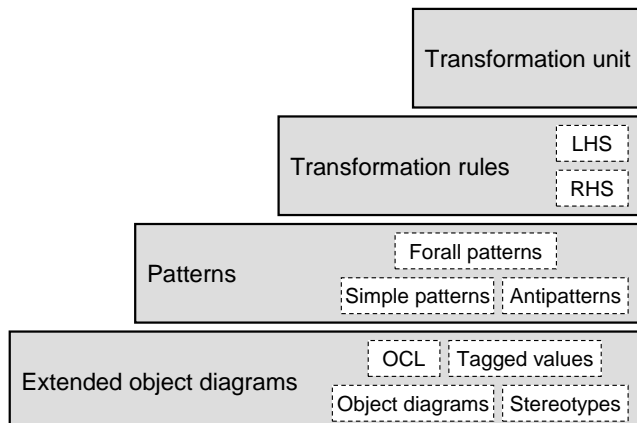 Transformation unit
Transformation rules
LHS
RHS
Patterns
Forall patterns
Simple patterns
Antipatterns
Extended object diagrams
OCL
Tagged values
Object diagrams
Stereotypes